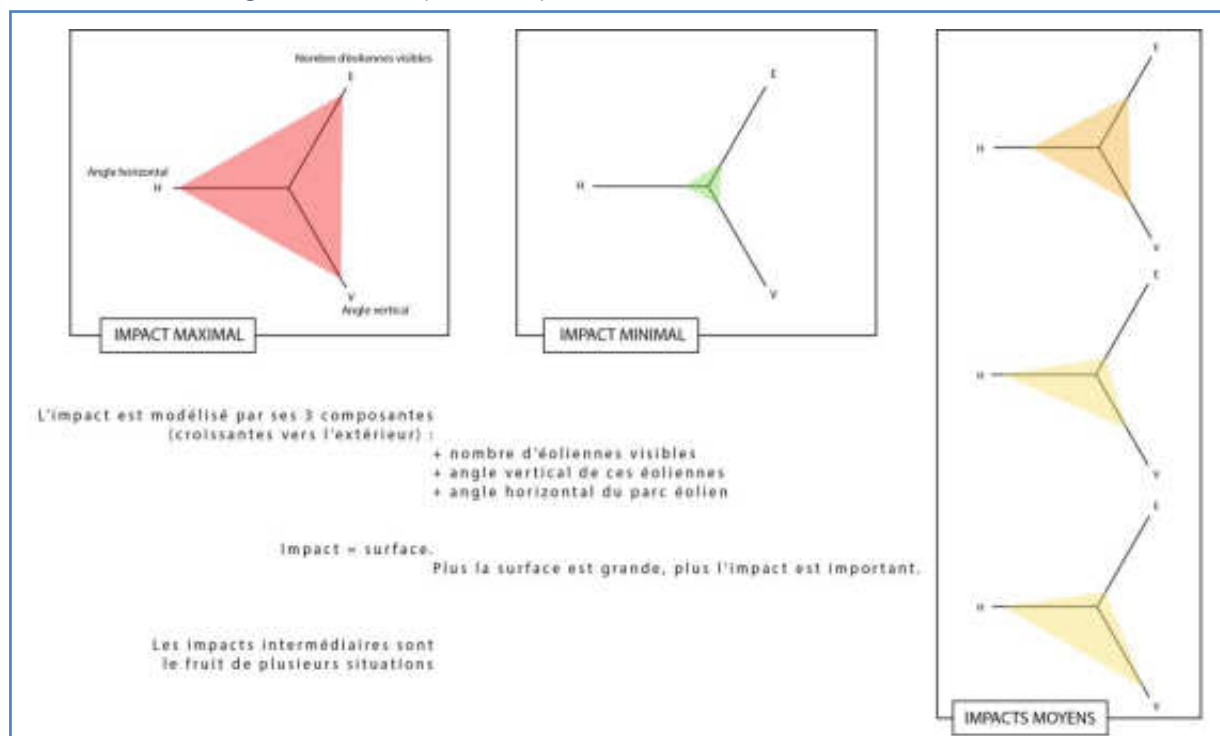 Nombre d'éoliennes visibles
E
Angle horizontal
H
V
Angle vertical
IMPACT MAXIMAL
E
H
V
IMPACT MINIMAL
E
H
V
E
H
V
E
H
V
IMPACTS MOYENS
L'impact est modélisé par ses 3 composantes
(croissantes vers l'extérieur) :
+ nombre d'éoliennes visibles
+ angle vertical de ces éoliennes
+ angle horizontal du parc éolien
Impact = surface.
Plus la surface est grande, plus l'impact est important.
Les impacts intermédiaires sont
le fruit de plusieurs situations